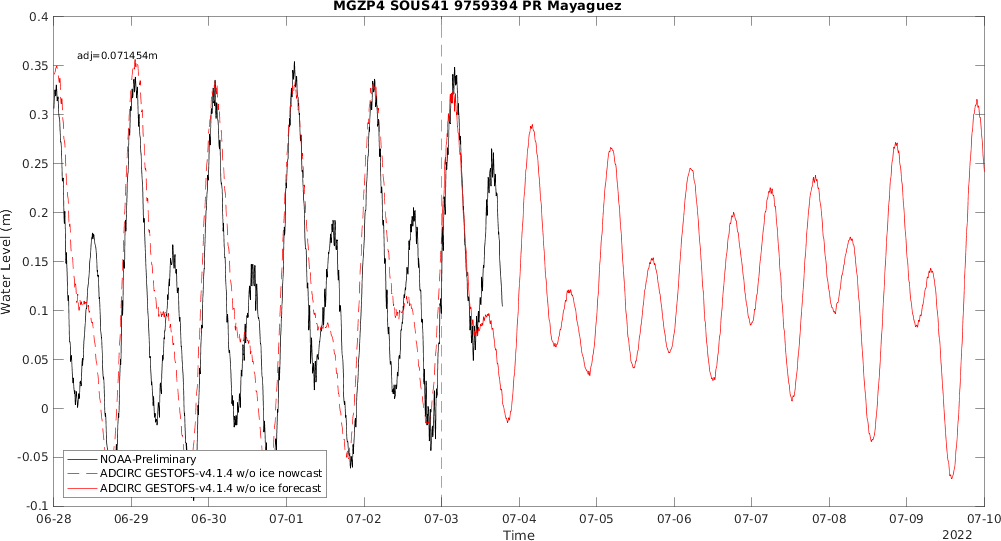 MGZP4 SOUS41 9759394 PR Mayaguez
adj=0.071454m
0.4
0.35
0.3
0.25
0.2
0.15
0.1
0.05
0
-0.05
-0.1
Water Level (m)
NOAA-Preliminary
ADCIRC GESTOFS-v4.1.4 w/o ice nowcast
ADCIRC GESTOFS-v4.1.4 w/o ice forecast
06-28 06-29 06-30 07-01 07-02 07-03 07-04 07-05 07-06 07-07 07-08 07-09 07-10
Time
2022